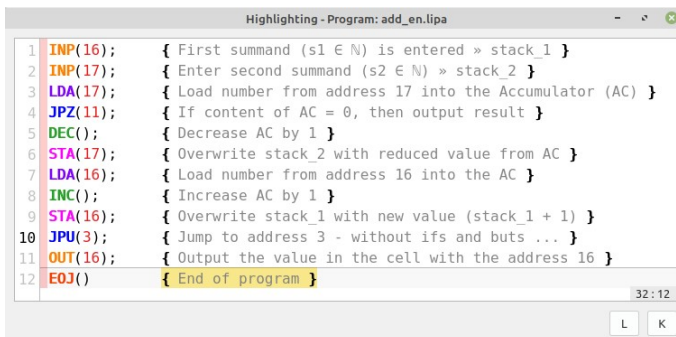 Highlighting - Program: add_en.lipa
1 INP(16); { First summand (s1 ∈ ℕ) is entered » stack_1 }
2 INP(17); { Enter second summand (s2 ∈ ℕ) » stack_2 }
3 LDA(17); { Load number from address 17 into the Accumulator (AC) }
4 JPZ(11); { If content of AC = 0, then output result }
5 DEC(); { Decrease AC by 1 }
6 STA(17); { Overwrite stack_2 with reduced value from AC }
7 LDA(16); { Load number from address 16 into the AC }
8 INC(); { Increase AC by 1 }
9 STA(16); { Overwrite stack_1 with new value (stack_1 + 1) }
10 JPU(3); { Jump to address 3 - without ifs and buts ... }
11 OUT(16); { Output the value in the cell with the address 16 }
12 EOJ() { End of program }
32:12
L K